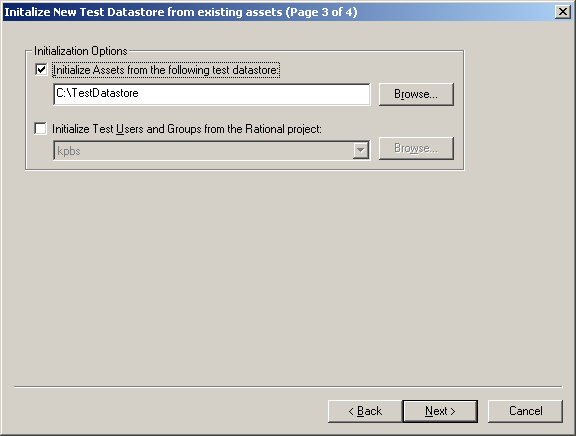 Initalize New Test Datastore from existing assets (Page 3 of 4)
Initialization Options
Initialize Assets from the following test datastore:
C:\TestDatastore
Browse...
Initialize Test Users and Groups from the Rational project:
kpbs
Browse...
< Back
Next >
Cancel